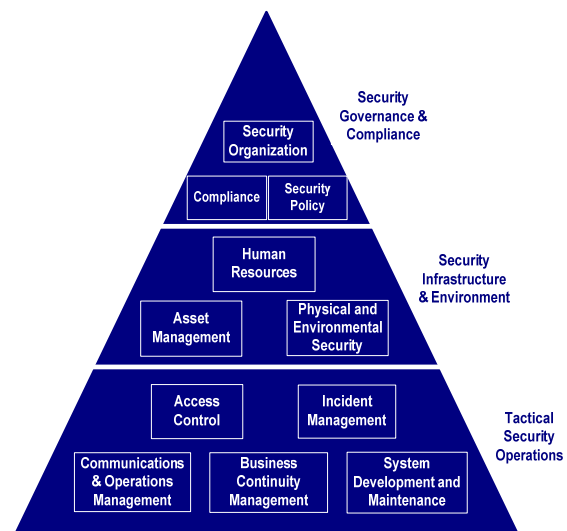 Security
Governance &
Compliance
Security
Organization
Compliance
Security
Policy
Human
Resources
Security
Infrastructure
& Environment
Asset
Management
Physical and
Environmental
Security
Access
Control
Incident
Management
Tactical
Security
Operations
Communications
& Operations
Management
Business
Continuity
Management
System
Development and
Maintenance